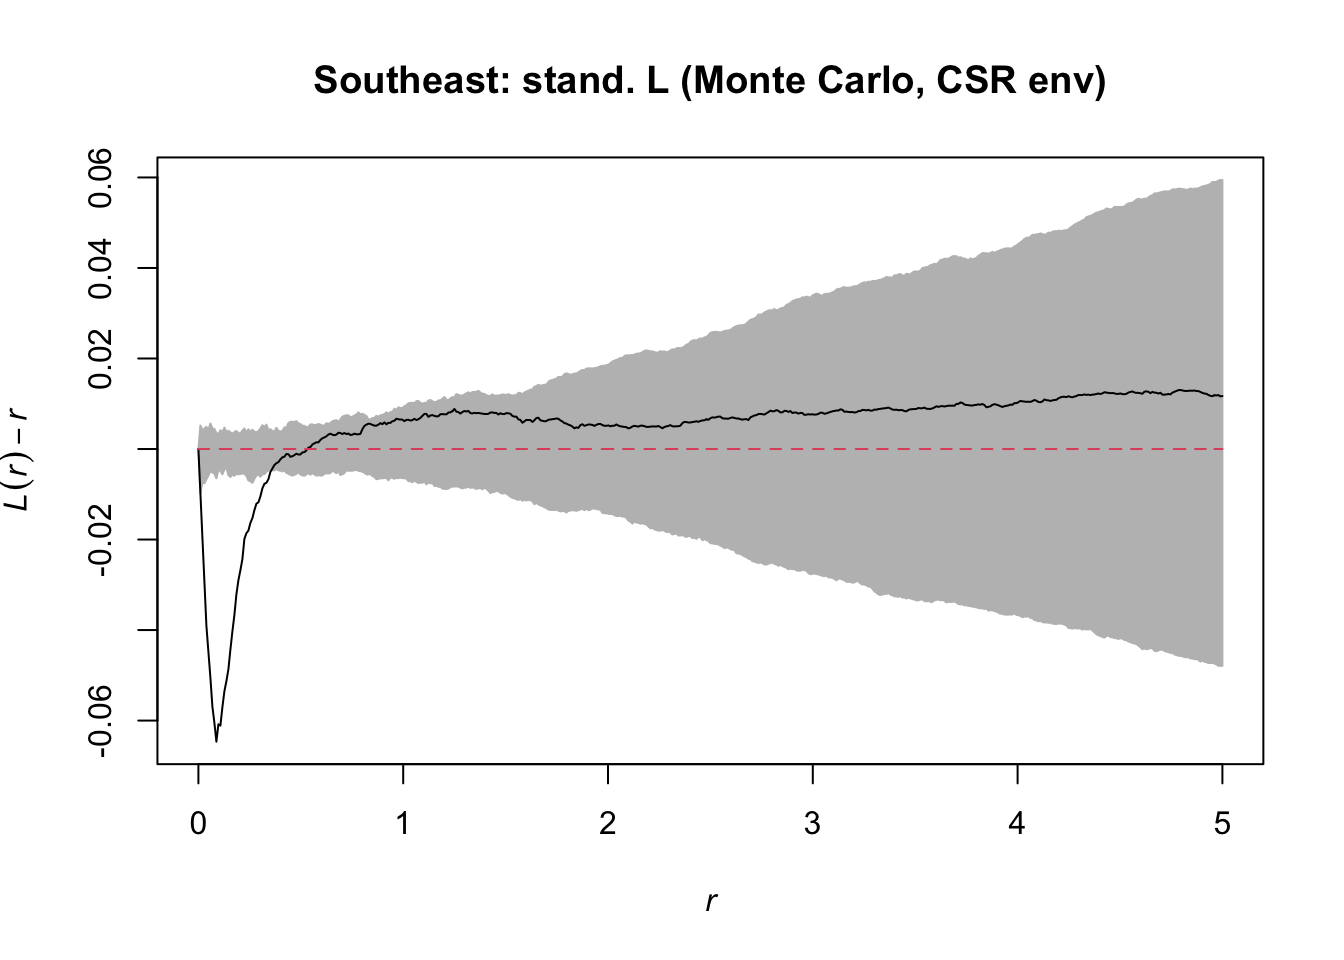 Southeast: stand. L (Monte Carlo, CSR env)
L(r) − r
0.06
0.04
0.02
-0.02
-0.06
0 1 2 3 4 5
r